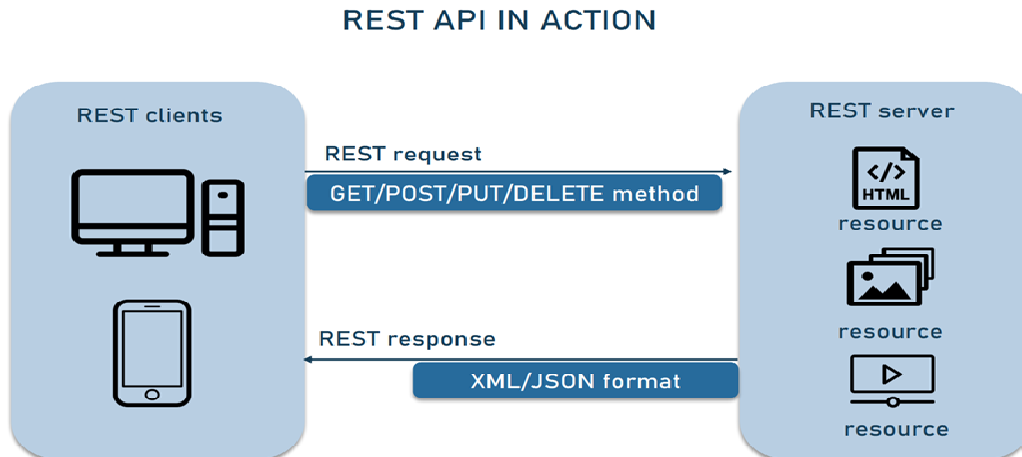 REST API IN ACTION
REST clients
REST request
GET/POST/PUT/DELETE method
REST response
XML/JSON format
REST server
</>
HTML
resource
resource
resource